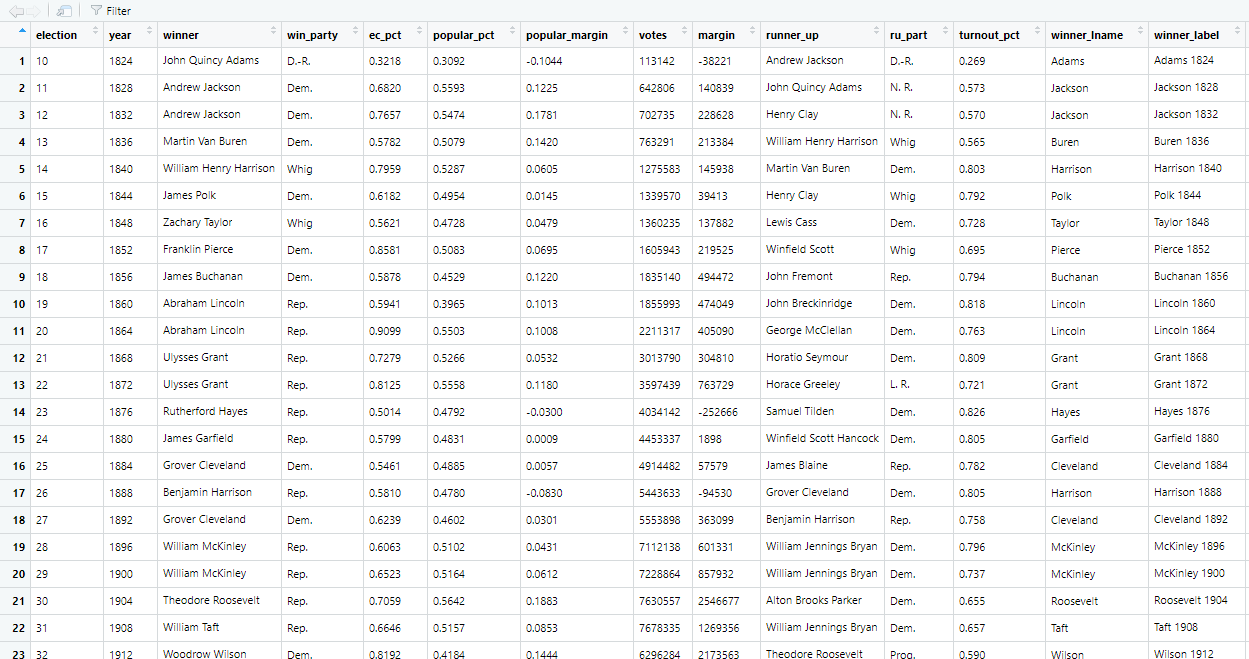 Filter
election year winner win_party ec_pct popular_pct popular_margin votes margin runner_up ru_part turnout_pct winner_lname winner_label
1 10 1824 John Quincy Adams D.-R. 0.3218 0.3092 -0.1044 113142 -38221 Andrew Jackson D.-R. 0.269 Adams Adams 1824
2 11 1828 Andrew Jackson Dem. 0.6820 0.5593 0.1225 642806 140839 John Quincy Adams N. R. 0.573 Jackson Jackson 1828
3 12 1832 Andrew Jackson Dem. 0.7657 0.5474 0.1781 702735 228628 Henry Clay N. R. 0.570 Jackson Jackson 1832
4 13 1836 Martin Van Buren Dem. 0.5782 0.5079 0.1420 763291 213384 William Henry Harrison Whig 0.565 Buren Buren 1836
5 14 1840 William Henry Harrison Whig 0.7959 0.5287 0.0605 1275583 145938 Martin Van Buren Dem. 0.803 Harrison Harrison 1840
6 15 1844 James Polk Dem. 0.6182 0.4954 0.0145 1339570 39413 Henry Clay Whig 0.792 Polk Polk 1844
7 16 1848 Zachary Taylor Whig 0.5621 0.4728 0.0479 1360235 137882 Lewis Cass Dem. 0.728 Taylor Taylor 1848
8 17 1852 Franklin Pierce Dem. 0.8581 0.5083 0.0695 1605943 219525 Winfield Scott Whig 0.695 Pierce Pierce 1852
9 18 1856 James Buchanan Dem. 0.5878 0.4529 0.1220 1835140 494472 John Fremont Rep. 0.794 Buchanan Buchanan 1856
10 19 1860 Abraham Lincoln Rep. 0.5941 0.3965 0.1013 1855993 474049 John Breckinridge Dem. 0.818 Lincoln Lincoln 1860
11 20 1864 Abraham Lincoln Rep. 0.9099 0.5503 0.1008 2211317 405090 George McClellan Dem. 0.763 Lincoln Lincoln 1864
12 21 1868 Ulysses Grant Rep. 0.7279 0.5266 0.0532 3013790 304810 Horatio Seymour Dem. 0.809 Grant Grant 1868
13 22 1872 Ulysses Grant Rep. 0.8125 0.5558 0.1180 3597439 763729 Horace Greeley L. R. 0.721 Grant Grant 1872
14 23 1876 Rutherford Hayes Rep. 0.5014 0.4792 -0.0300 4034142 -252666 Samuel Tilden Dem. 0.826 Hayes Hayes 1876
15 24 1880 James Garfield Rep. 0.5799 0.4831 0.0009 4453337 1898 Winfield Scott Hancock Dem. 0.805 Garfield Garfield 1880
16 25 1884 Grover Cleveland Dem. 0.5461 0.4885 0.0057 4914482 57579 James Blaine Rep. 0.782 Cleveland Cleveland 1884
17 26 1888 Benjamin Harrison Rep. 0.5810 0.4780 -0.0830 5443633 -94530 Grover Cleveland Dem. 0.805 Harrison Harrison 1888
18 27 1892 Grover Cleveland Dem. 0.6239 0.4602 0.0301 5553898 363099 Benjamin Harrison Rep. 0.758 Cleveland Cleveland 1892
19 28 1896 William McKinley Rep. 0.6063 0.5102 0.0431 7112138 601331 William Jennings Bryan Dem. 0.796 McKinley McKinley 1896
20 29 1900 William McKinley Rep. 0.6523 0.5164 0.0612 7228864 857932 William Jennings Bryan Dem. 0.737 McKinley McKinley 1900
21 30 1904 Theodore Roosevelt Rep. 0.7059 0.5642 0.1883 7630557 2546677 Alton Brooks Parker Dem. 0.655 Roosevelt Roosevelt 1904
22 31 1908 William Taft Rep. 0.6646 0.5157 0.0853 7678335 1269356 William Jennings Bryan Dem. 0.657 Taft Taft 1908
23 32 1912 Woodrow Wilson Dem. 0.8192 0.4184 0.1444 6296284 2173563 Theodore Roosevelt Prog. 0.590 Wilson Wilson 1912